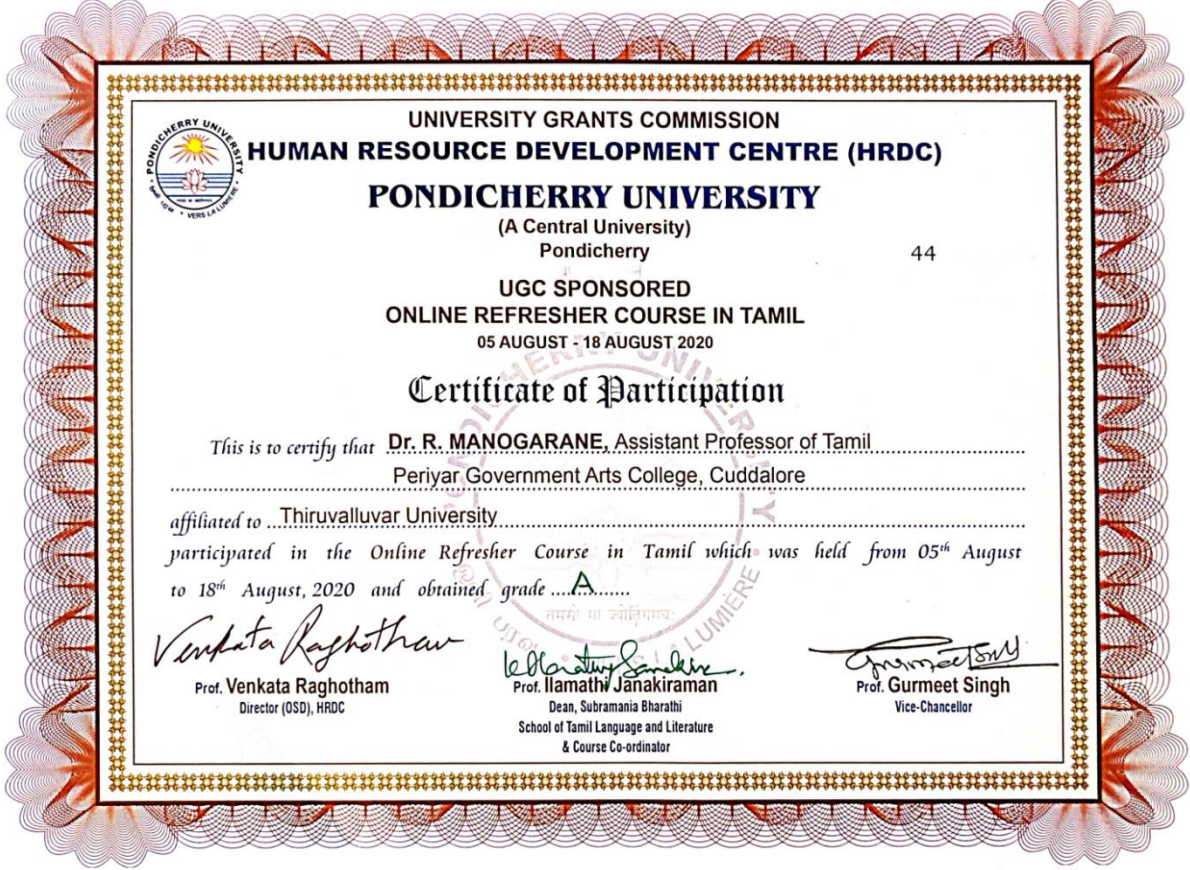 UNIVERSITY GRANTS COMMISSION
HUMAN RESOURCE DEVELOPMENT CENTRE (HRDC)
PONDICHERRY UNIVERSITY
(A Central University)
Pondicherry
44
UGC SPONSORED
ONLINE REFRESHER COURSE IN TAMIL
05 AUGUST - 18 AUGUST 2020
Certificate of Participation
This is to certify that Dr. R. MANOGARANE, Assistant Professor of Tamil
Periyar Government Arts College, Cuddalore
affiliated to Thiruvalluvar University
participated in the Online Refresher Course in Tamil which was held from 05th August
to 18th August, 2020 and obtained grade ....A.......
Venkata Raghotham
Prof. Venkata Raghotham
Director (OSD), HRDC
Prof. Ilamathi Janakiraman
Dean, Subramania Bharathi
School of Tamil Language and Literature
& Course Co-ordinator
Prof. Gurmeet Singh
Vice-Chancellor
PONDICHERRY UNIVERSITY
VERS LA LUMIÈRE